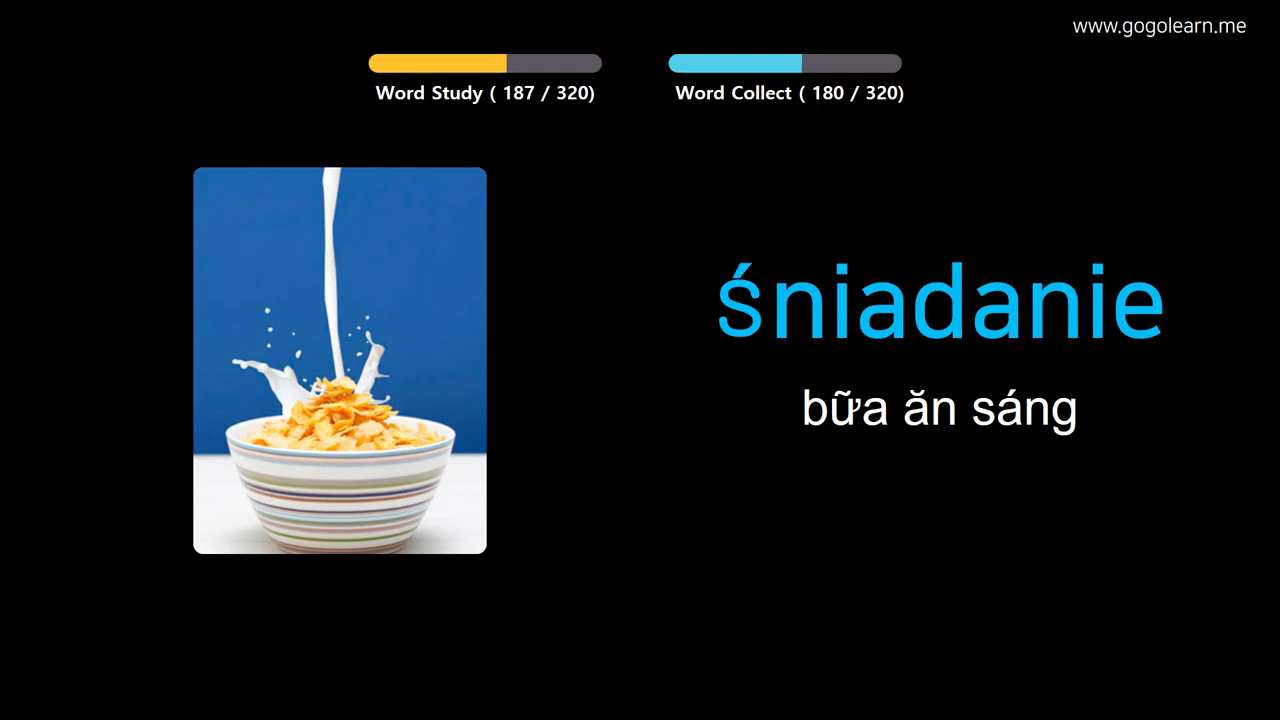 www.gogolearn.me
Word Study ( 187 / 320)
Word Collect ( 180 / 320)
śniadanie
bữa ăn sáng